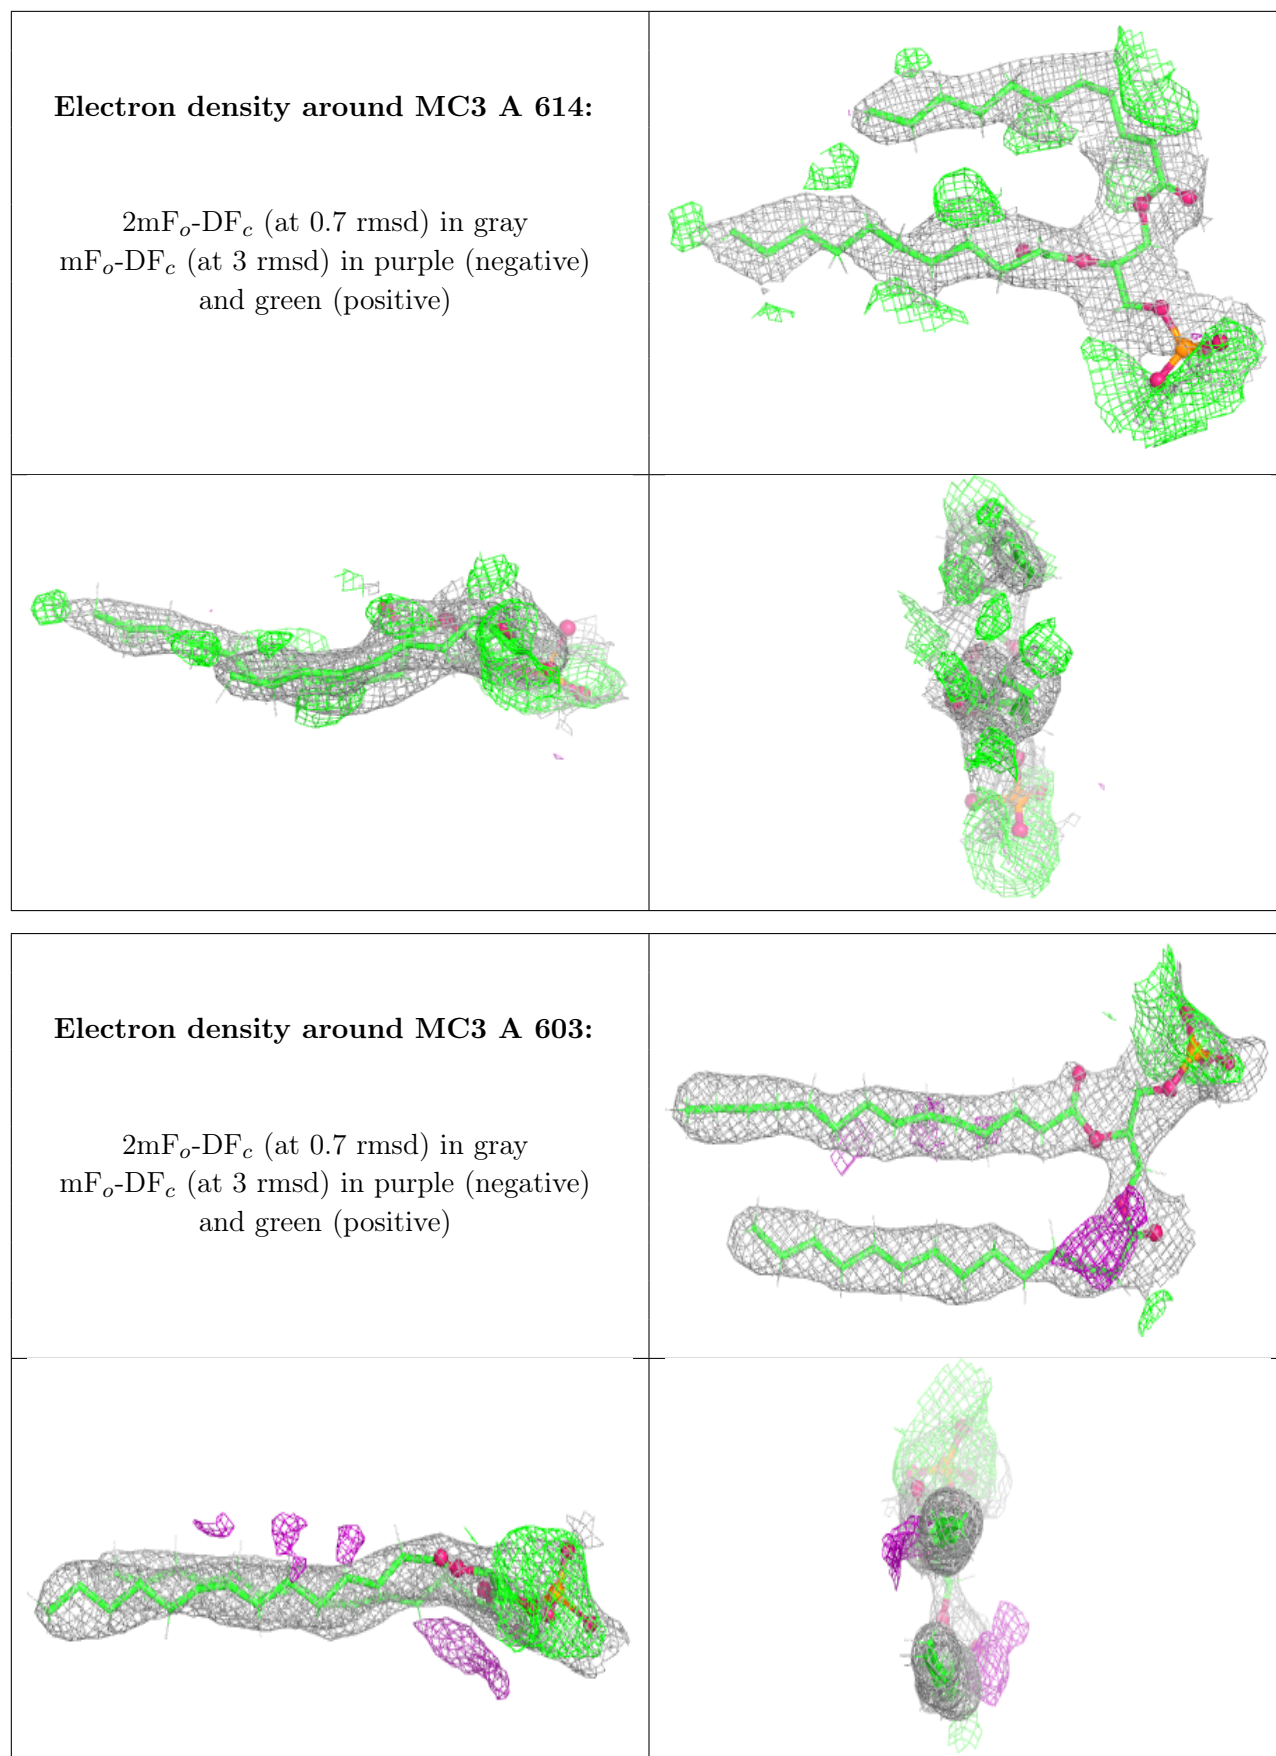 Electron density around MC3 A 614:
2mFo-DFc (at 0.7 rmsd) in gray
mFo-DFc (at 3 rmsd) in purple (negative)
and green (positive)
Electron density around MC3 A 603:
2mFo-DFc (at 0.7 rmsd) in gray
mFo-DFc (at 3 rmsd) in purple (negative)
and green (positive)